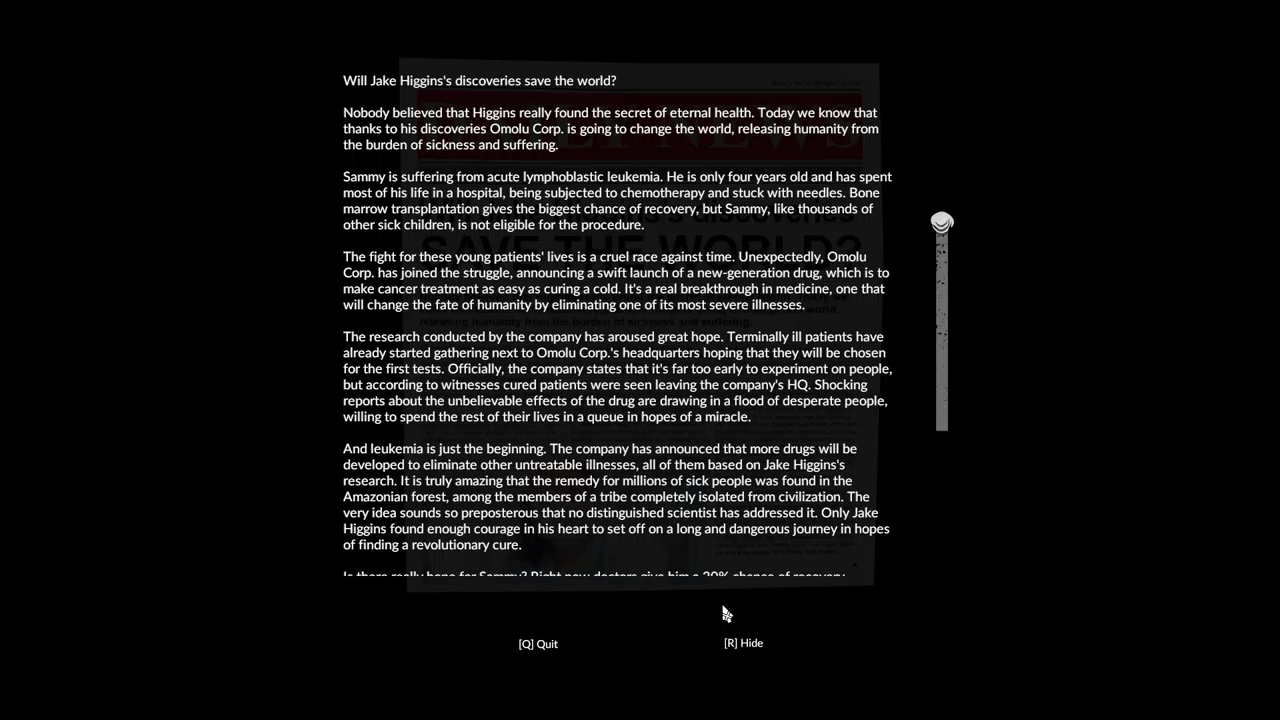 Will Jake Higgins's discoveries save the world?
Nobody believed that Higgins really found the secret of eternal health. Today we know that
thanks to his discoveries Omolu Corp. is going to change the world, releasing humanity from
the burden of sickness and suffering.
Sammy is suffering from acute lymphoblastic leukemia. He is only four years old and has spent
most of his life in a hospital, being subjected to chemotherapy and stuck with needles. Bone
marrow transplantation gives the biggest chance of recovery, but Sammy, like thousands of
other sick children, is not eligible for the procedure.
The fight for these young patients' lives is a cruel race against time. Unexpectedly, Omolu
Corp. has joined the struggle, announcing a swift launch of a new-generation drug, which is to
make cancer treatment as easy as curing a cold. It's a real breakthrough in medicine, one that
will change the fate of humanity by eliminating one of its most severe illnesses.
The research conducted by the company has aroused great hope. Terminally ill patients have
already started gathering next to Omolu Corp.'s headquarters hoping that they will be chosen
for the first tests. Officially, the company states that it's far too early to experiment on people,
but according to witnesses cured patients were seen leaving the company's HQ. Shocking
reports about the unbelievable effects of the drug are drawing in a flood of desperate people,
willing to spend the rest of their lives in a queue in hopes of a miracle.
And leukemia is just the beginning. The company has announced that more drugs will be
developed to eliminate other untreatable illnesses, all of them based on Jake Higgins's
research. It is truly amazing that the remedy for millions of sick people was found in the
Amazonian forest, among the members of a tribe completely isolated from civilization. The
very idea sounds so preposterous that no distinguished scientist has addressed it. Only Jake
Higgins found enough courage in his heart to set off on a long and dangerous journey in hopes
of finding a revolutionary cure.
Is there really hope for Sammy? Right now doctors give him a 20% chance of recovery
[Q] Quit
[R] Hide